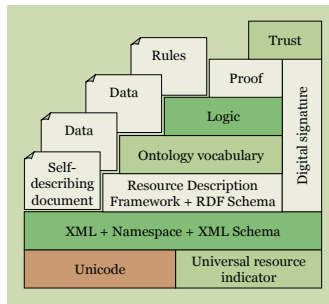 Trust
Rules
Proof
Data
Digital signature
Logic
Data
Ontology vocabulary
Self-
describing
document
Resource Description
Framework + RDF Schema
XML + Namespace + XML Schema
Unicode
Universal resource
indicator